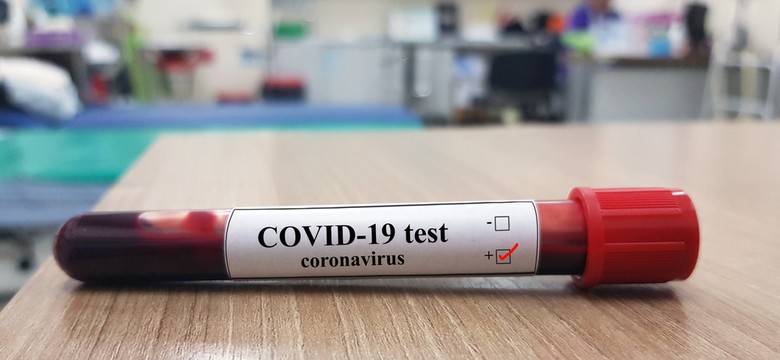 COVID-19 test
coronavirus
-
+